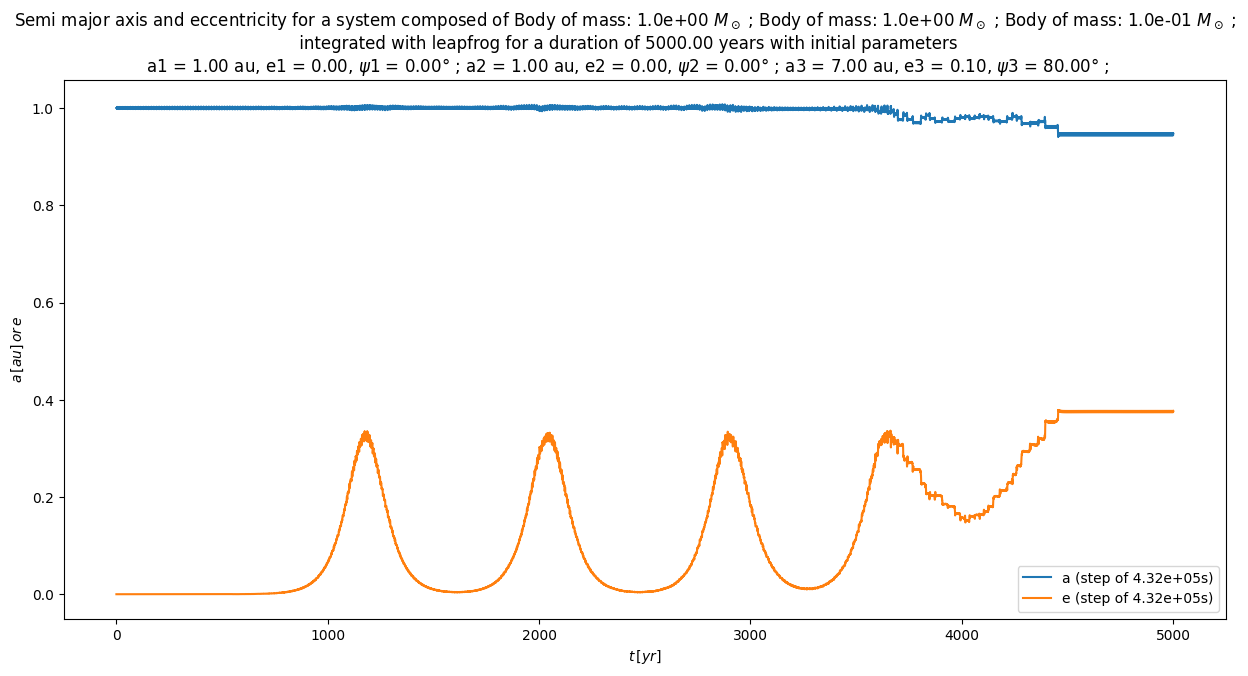 Semi major axis and eccentricity for a system composed of Body of mass: 1.0e+00 M⊙ ; Body of mass: 1.0e+00 M⊙ ; Body of mass: 1.0e-01 M⊙ ;
integrated with leapfrog for a duration of 5000.00 years with initial parameters
a1 = 1.00 au, e1 = 0.00, ψ1 = 0.00° ; a2 = 1.00 au, e2 = 0.00, ψ2 = 0.00° ; a3 = 7.00 au, e3 = 0.10, ψ3 = 80.00° ;
1.0
0.8
0.6
0.4
0.2
0.0
a [au] or e
0 1000 2000 3000 4000 5000
t [yr]
a (step of 4.32e+05s)
e (step of 4.32e+05s)